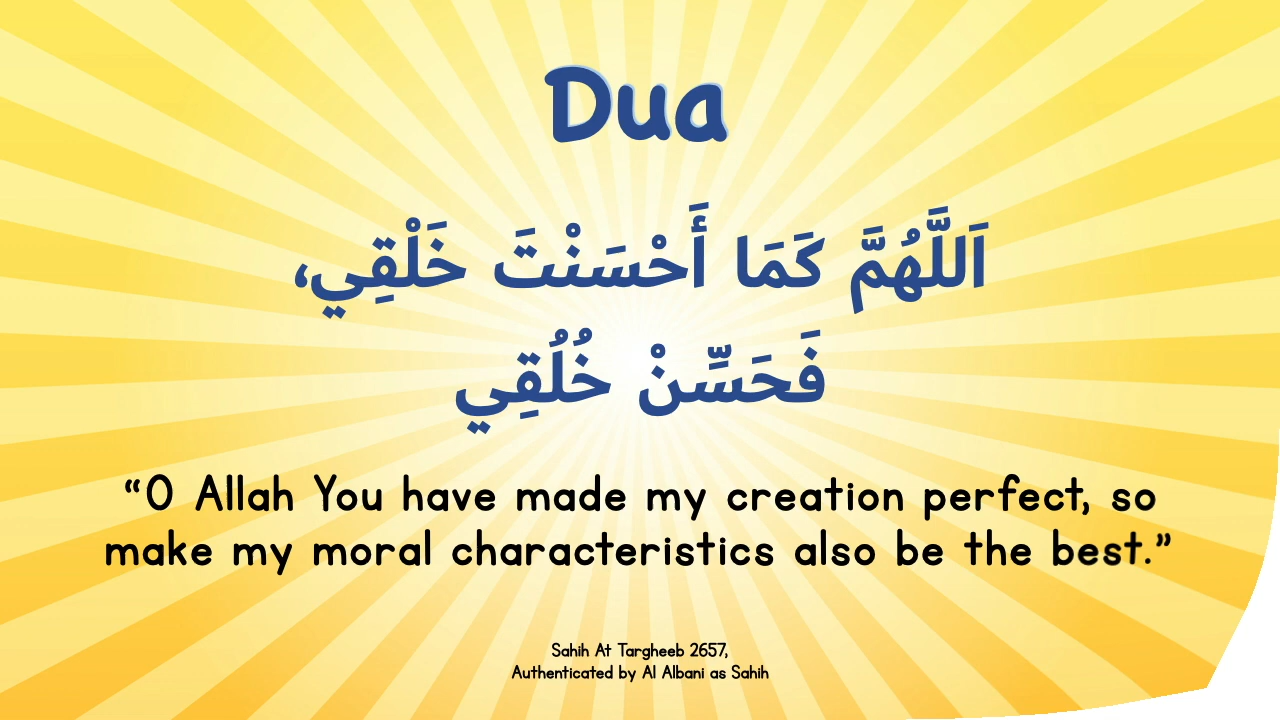 Dua
اَللَّهُمَّ كَمَا أَحْسَنْتَ خَلْقِي،
فَحَسِّنْ خُلُقِي
“O Allah You have made my creation perfect, so
make my moral characteristics also be the best.”
Sahih At Targheeb 2657,
Authenticated by Al Albani as Sahih